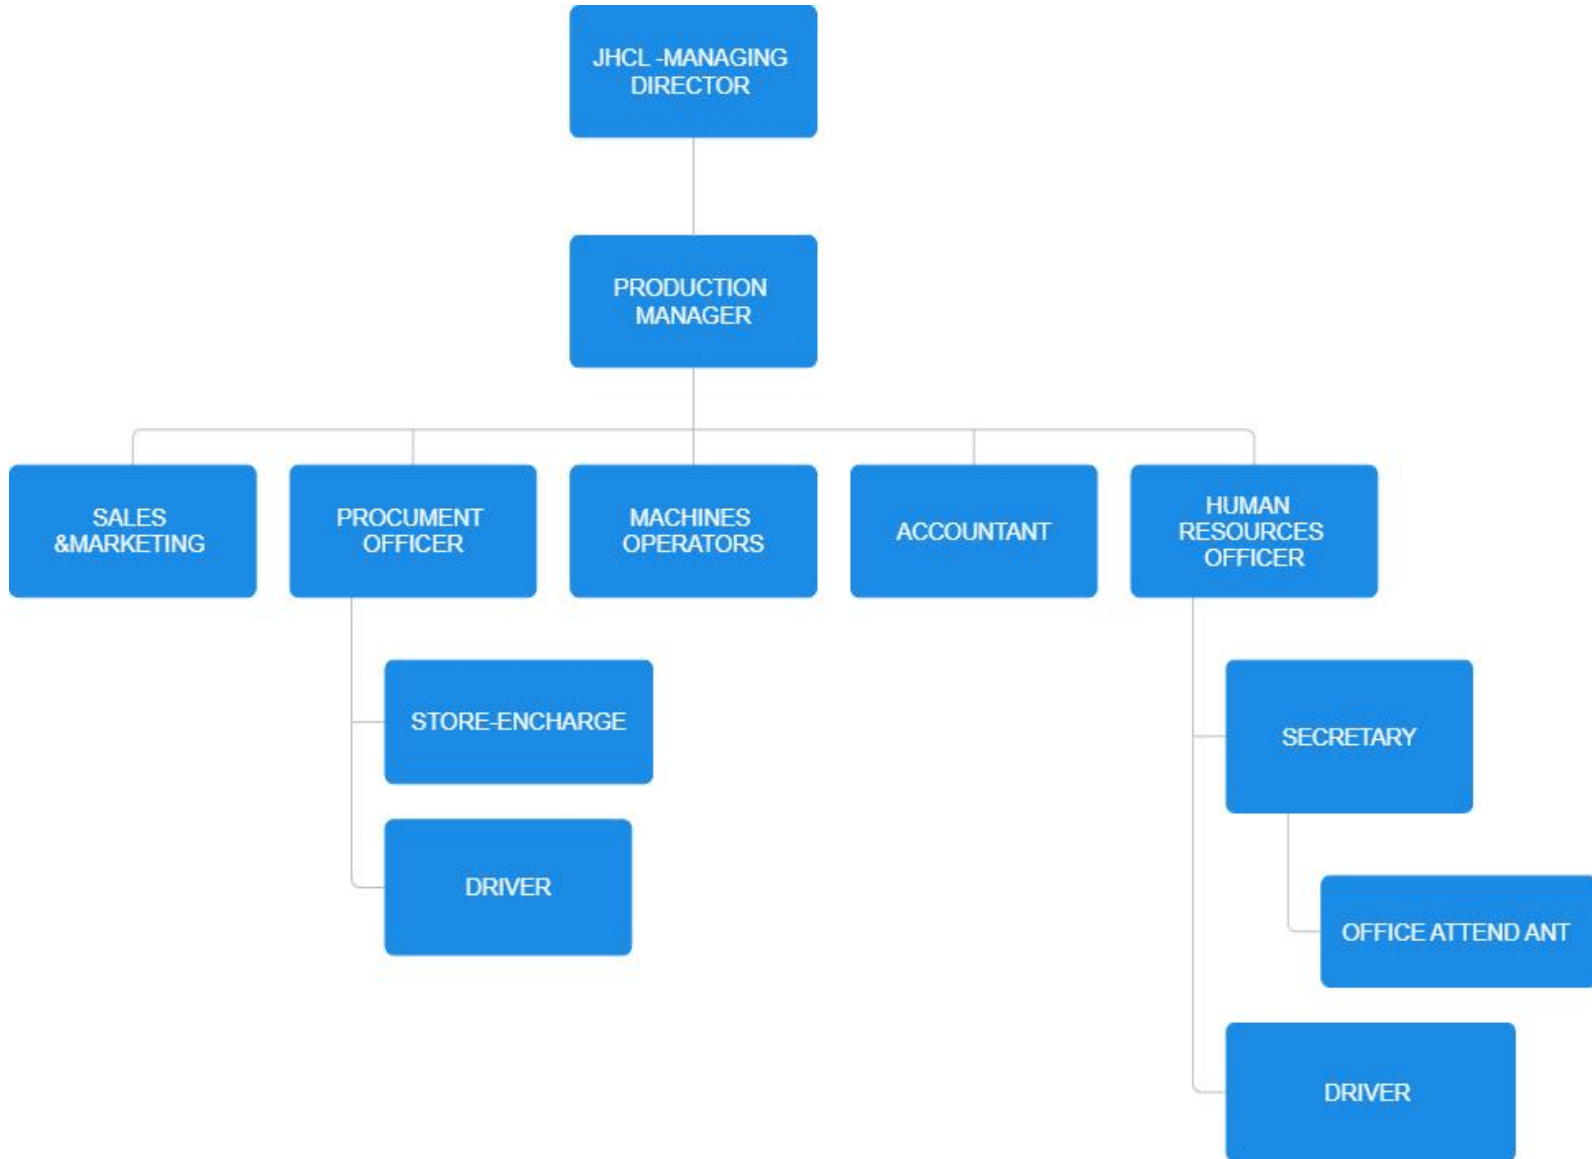 JHCL -MANAGING
DIRECTOR
PRODUCTION
MANAGER
SALES
&MARKETING
PROCUMENT
OFFICER
MACHINES
OPERATORS
ACCOUNTANT
HUMAN
RESOURCES
OFFICER
STORE-ENCHARGE
DRIVER
SECRETARY
OFFICE ATTEND ANT
DRIVER